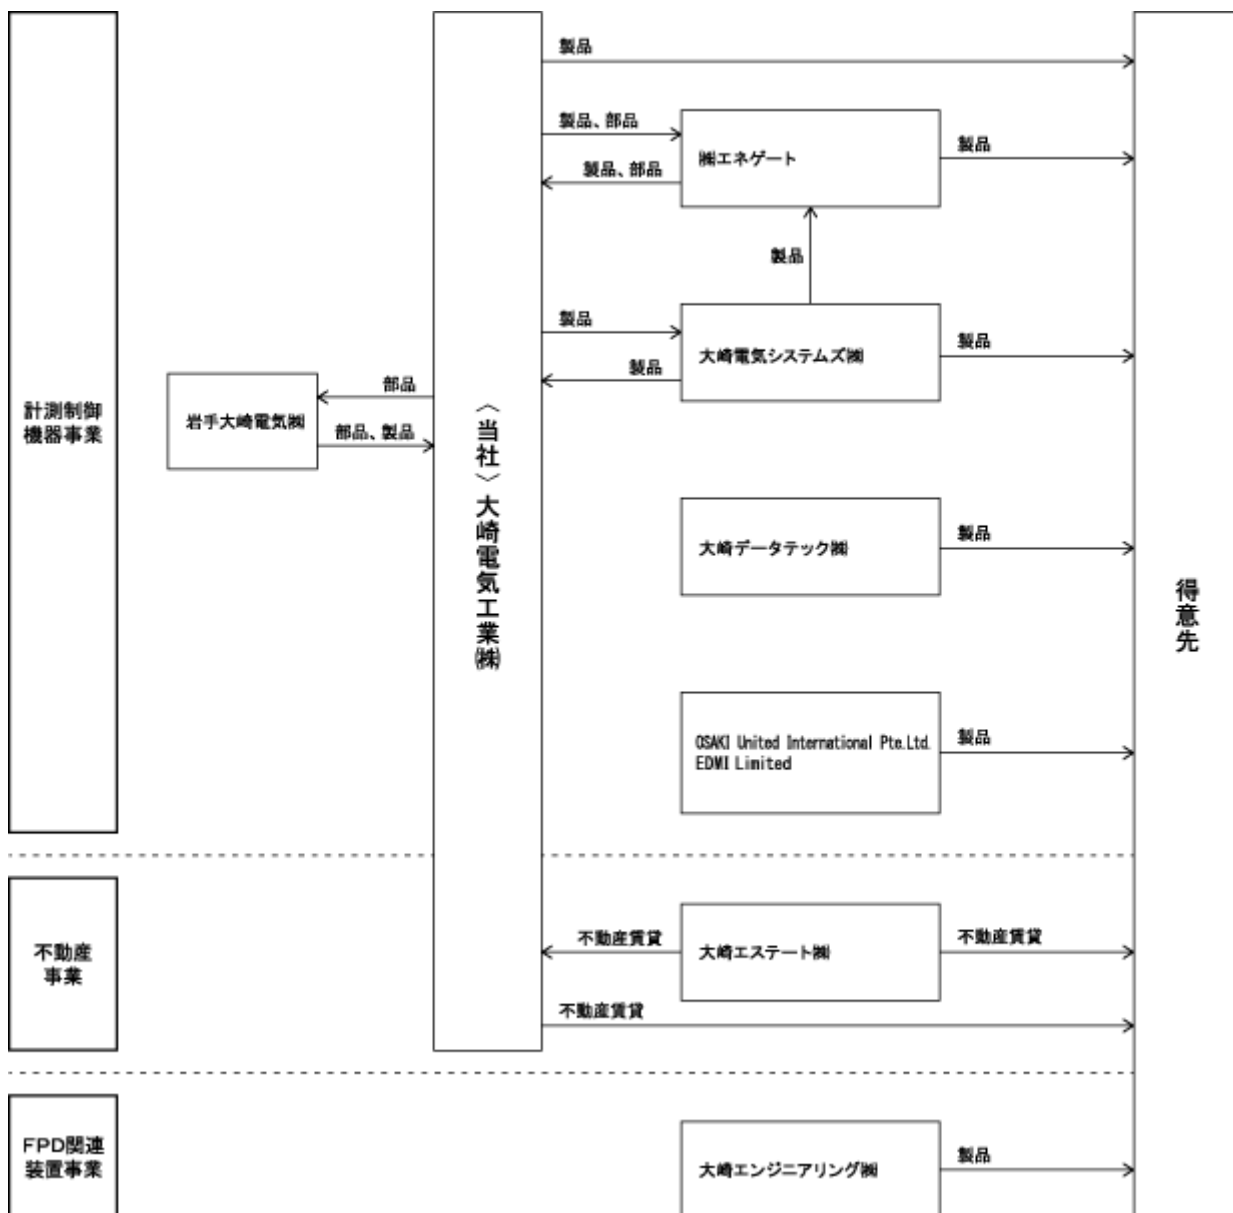 製品
製品、部品
㈱エネゲート
製品
製品、部品
製品
製品
大崎電気システムズ㈱
製品
製品
計測制御
機器事業
岩手大崎電気㈱
部品
部品、製品
〈当社〉大崎電気工業㈱
大崎データテック㈱
製品
得意先
OSAKI United International Pte.Ltd.
EDMI Limited
製品
不動産
事業
不動産賃貸
大崎エステート㈱
不動産賃貸
不動産賃貸
FPD関連
装置事業
大崎エンジニアリング㈱
製品